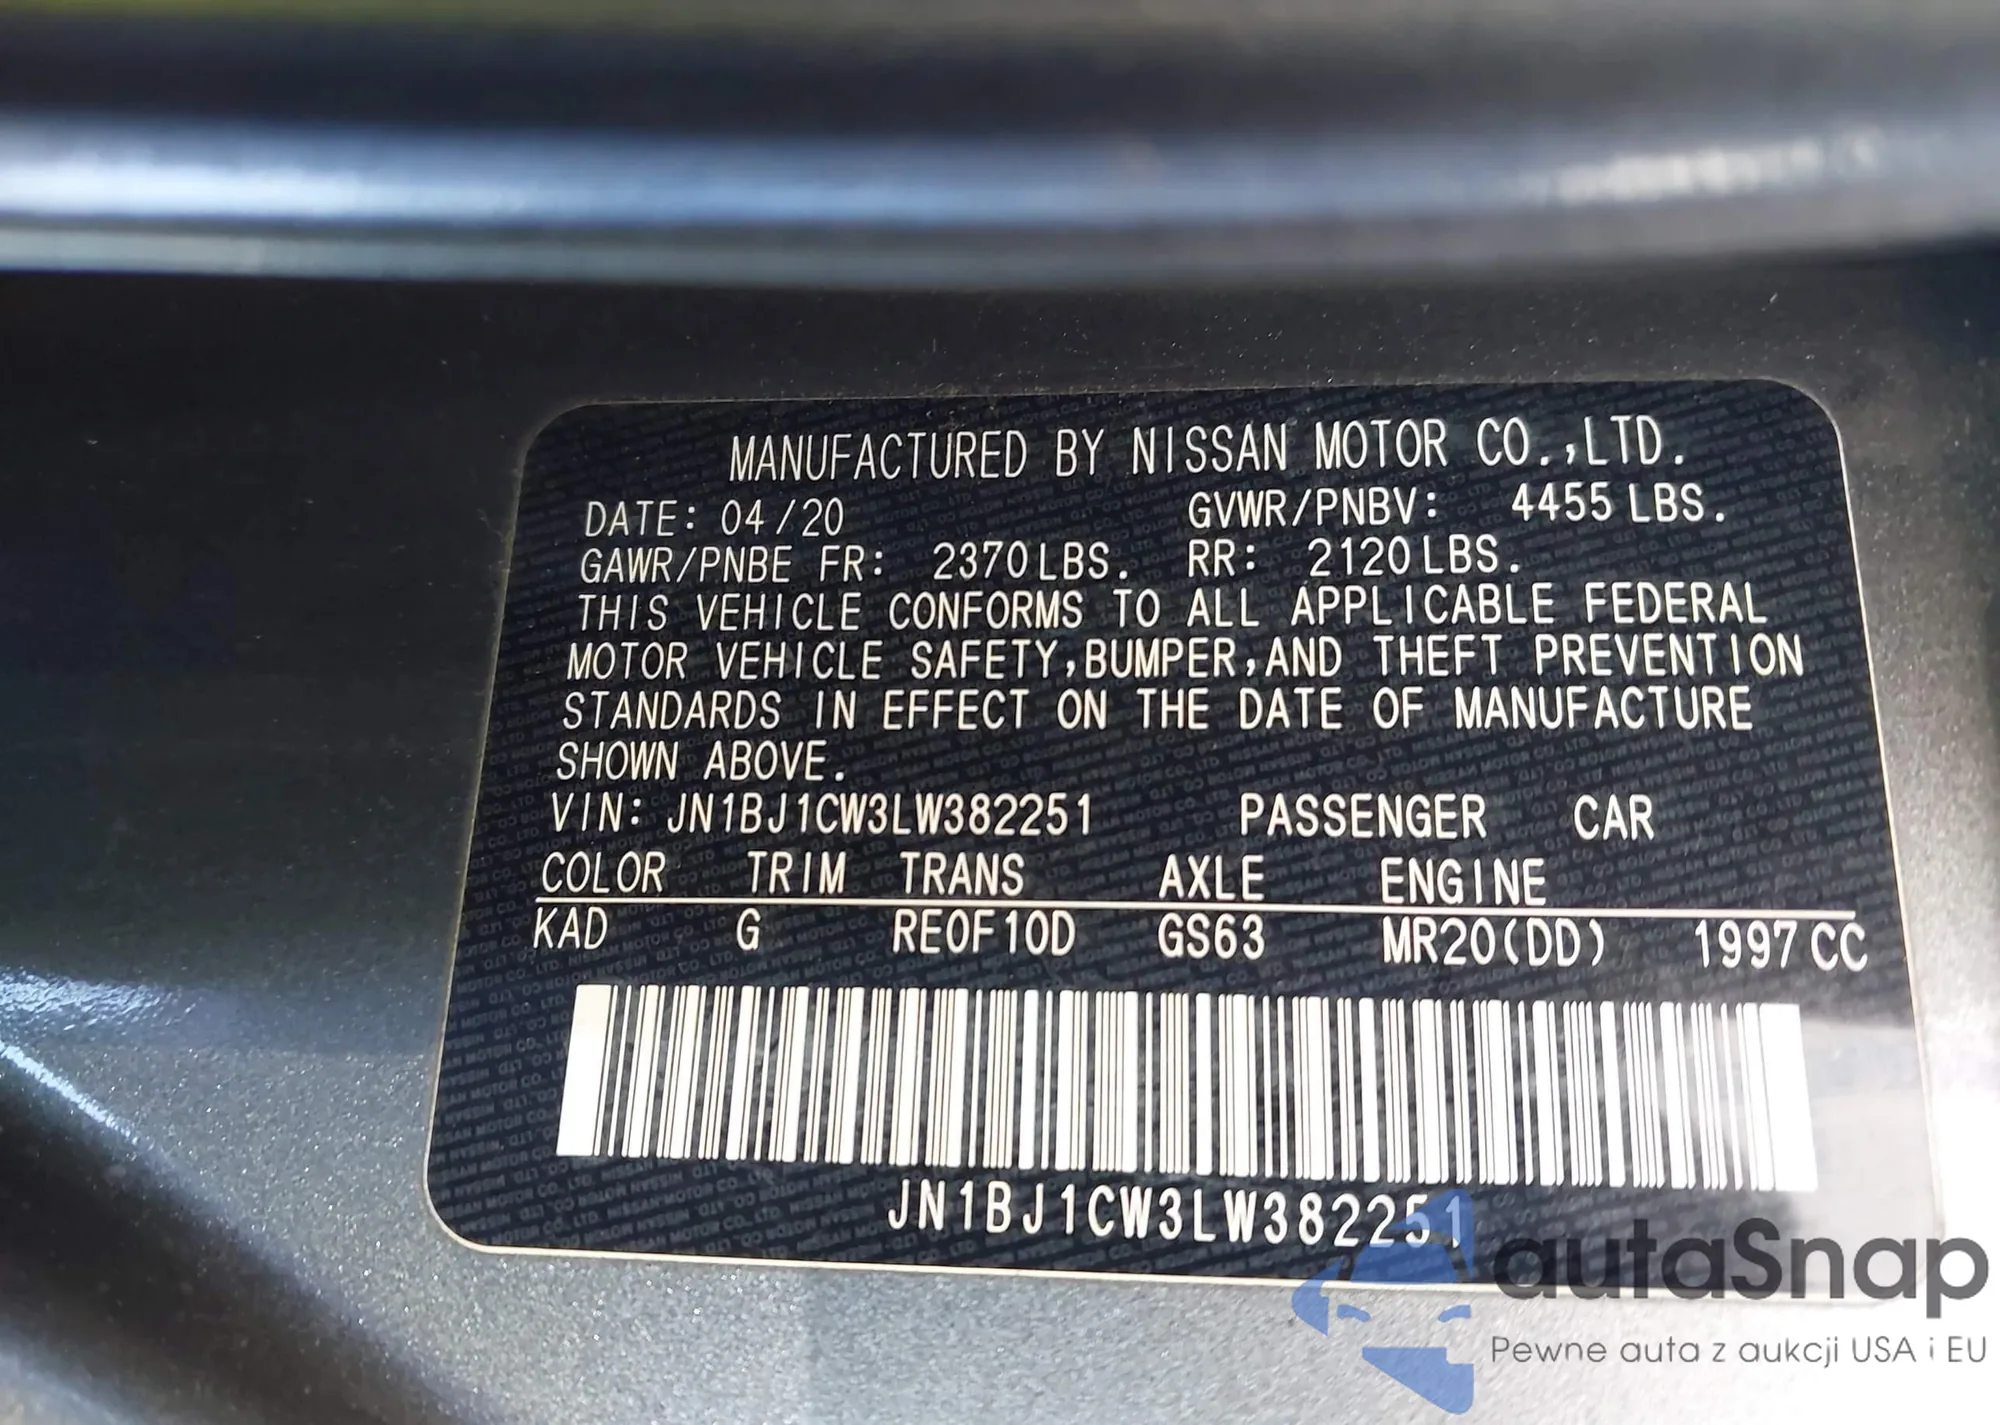 MANUFACTURED BY NISSAN MOTOR CO.,LTD.
DATE: 04/20 GVWR/PNBV: 4455 LBS.
GAWR/PNBE FR: 2370 LBS. RR: 2120 LBS.
THIS VEHICLE CONFORMS TO ALL APPLICABLE FEDERAL
MOTOR VEHICLE SAFETY,BUMPER,AND THEFT PREVENTION
STANDARDS IN EFFECT ON THE DATE OF MANUFACTURE
SHOWN ABOVE.
VIN: JN1BJ1CW3LW382251 PASSENGER CAR
COLOR TRIM TRANS AXLE ENGINE
KAD G RE0F10D GS63 MR20(DD) 1997 CC
JN1BJ1CW3LW382251
autaSnap
Pewne auta z aukcji USA i EU